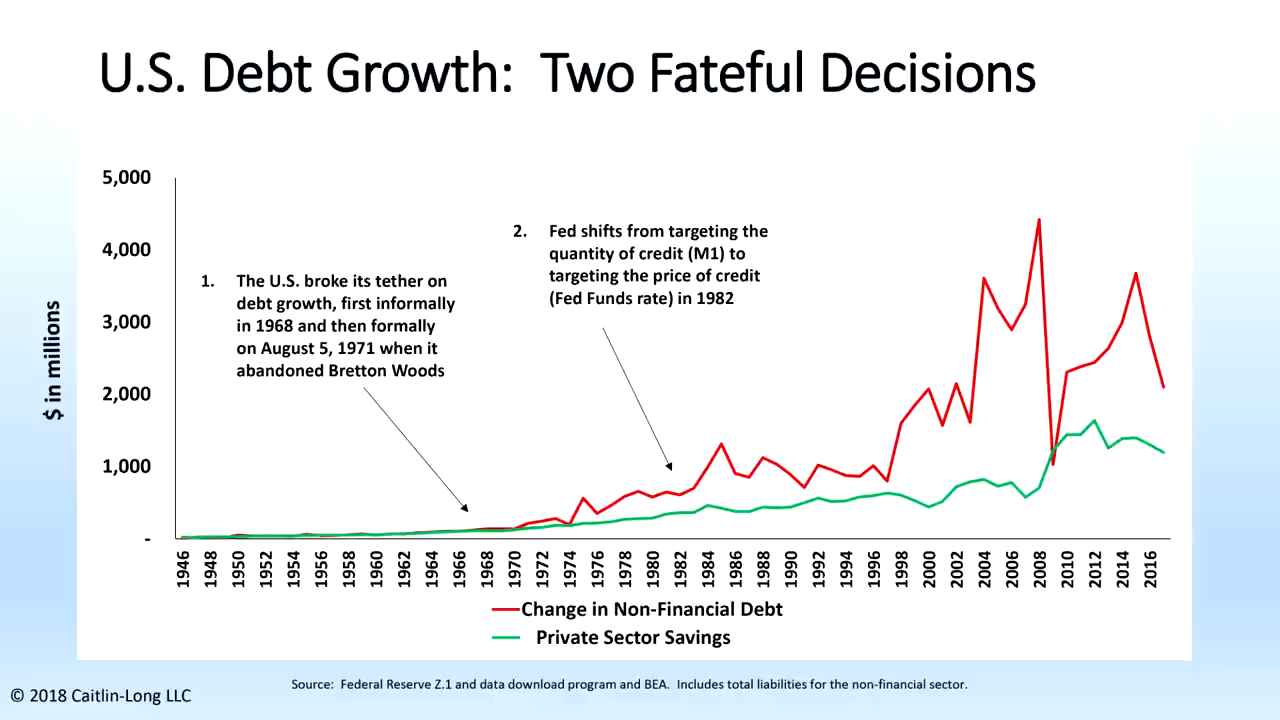 U.S. Debt Growth:  Two Fateful Decisions
5,000
4,000
3,000
2,000
1,000
-
$ in millions
1. The U.S. broke its tether on
debt growth, first informally
in 1968 and then formally
on August 5, 1971 when it
abandoned Bretton Woods
2. Fed shifts from targeting the
quantity of credit (M1) to
targeting the price of credit
(Fed Funds rate) in 1982
1946 1948 1950 1952 1954 1956 1958 1960 1962 1964 1966 1968 1970 1972 1974 1976 1978 1980 1982 1984 1986 1988 1990 1992 1994 1996 1998 2000 2002 2004 2006 2008 2010 2012 2014 2016
Change in Non-Financial Debt
Private Sector Savings
Source:  Federal Reserve Z.1 and data download program and BEA.  Includes total liabilities for the non-financial sector.
© 2018 Caitlin-Long LLC